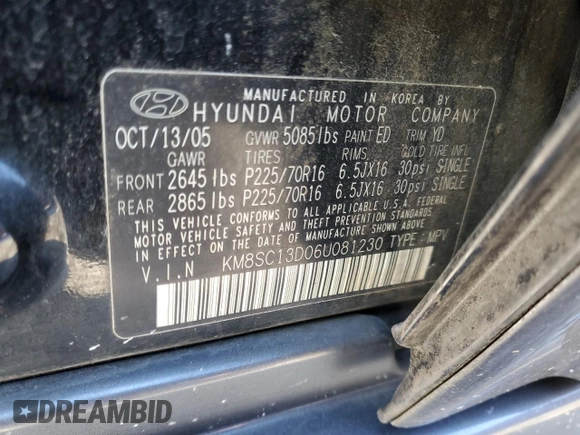 MANUFACTURED IN KOREA BY
HYUNDAI MOTOR COMPANY
OCT/13/05 GVWR 5085lbs PAINT ED TRIM YD
GAWR TIRES RIMS COLD TIRE INFL
FRONT 2645lbs P225/70R16 6.5JX16 30psi SINGLE
REAR 2865lbs P225/70R16 6.5JX16 30psi SINGLE
THIS VEHICLE CONFORMS TO ALL APPLICABLE U.S.A. FEDERAL
MOTOR VEHICLE SAFETY AND THEFT PREVENTION STANDARDS
IN EFFECT ON THE DATE OF MANUFACTURE SHOWN ABOVE
V.I.N KM8SC13D06U081230 TYPE - MPV
DREAMBID